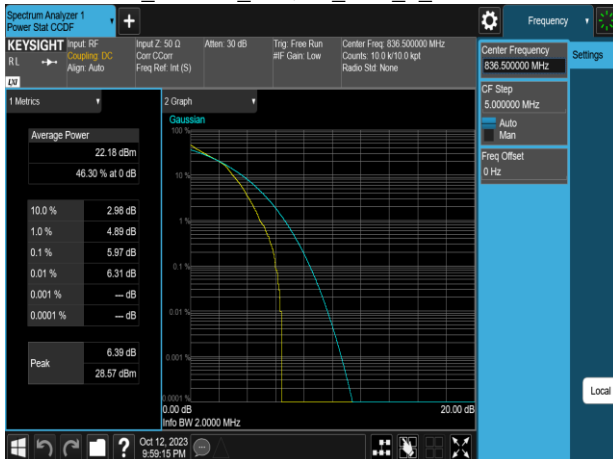 Spectrum Analyzer 1
Power Stat CCDF
Frequency
KEYSIGHT
RL
LXI
Input: RF
Coupling: DC
Align: Auto
Input Z: 50 Ω
Corr CCorr
Freq Ref: Int (S)
Atten: 30 dB
Trig: Free Run
#IF Gain: Low
Center Freq: 836.500000 MHz
Counts: 10.0 k/10.0 kpt
Radio Std: None
Center Frequency
836.500000 MHz
Settings
CF Step
5.000000 MHz
Auto
Man
Freq Offset
0 Hz
Local
1 Metrics
Average Power
22.18 dBm
46.30 % at 0 dB
10.0 % 2.98 dB
1.0 % 4.89 dB
0.1 % 5.97 dB
0.01 % 6.31 dB
0.001 % --- dB
0.0001 % --- dB
Peak
6.39 dB
28.57 dBm
2 Graph
Gaussian
100 %
10 %
1 %
0.1 %
0.01 %
0.001 %
0.0001 %
0.00 dB 20.00 dB
Info BW 2.0000 MHz
?
Oct 12, 2023
9:59:15 PM